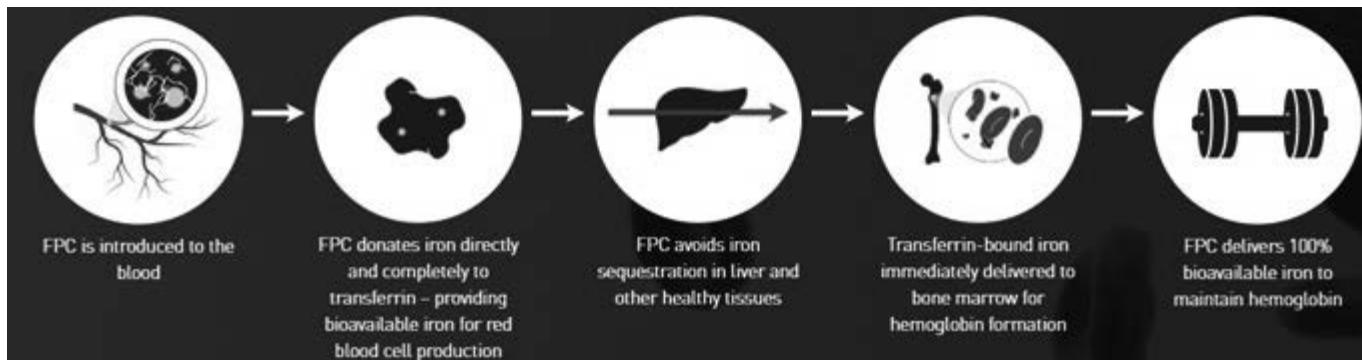 FPC is introduced to the
blood
FPC donates iron directly
and completely to
transferrin – providing
bioavailable iron for red
blood cell production
FPC avoids iron
sequestration in liver and
other healthy tissues
Transferrin-bound iron
immediately delivered to
bone marrow for
hemoglobin formation
FPC delivers 100%
bioavailable iron to
maintain hemoglobin